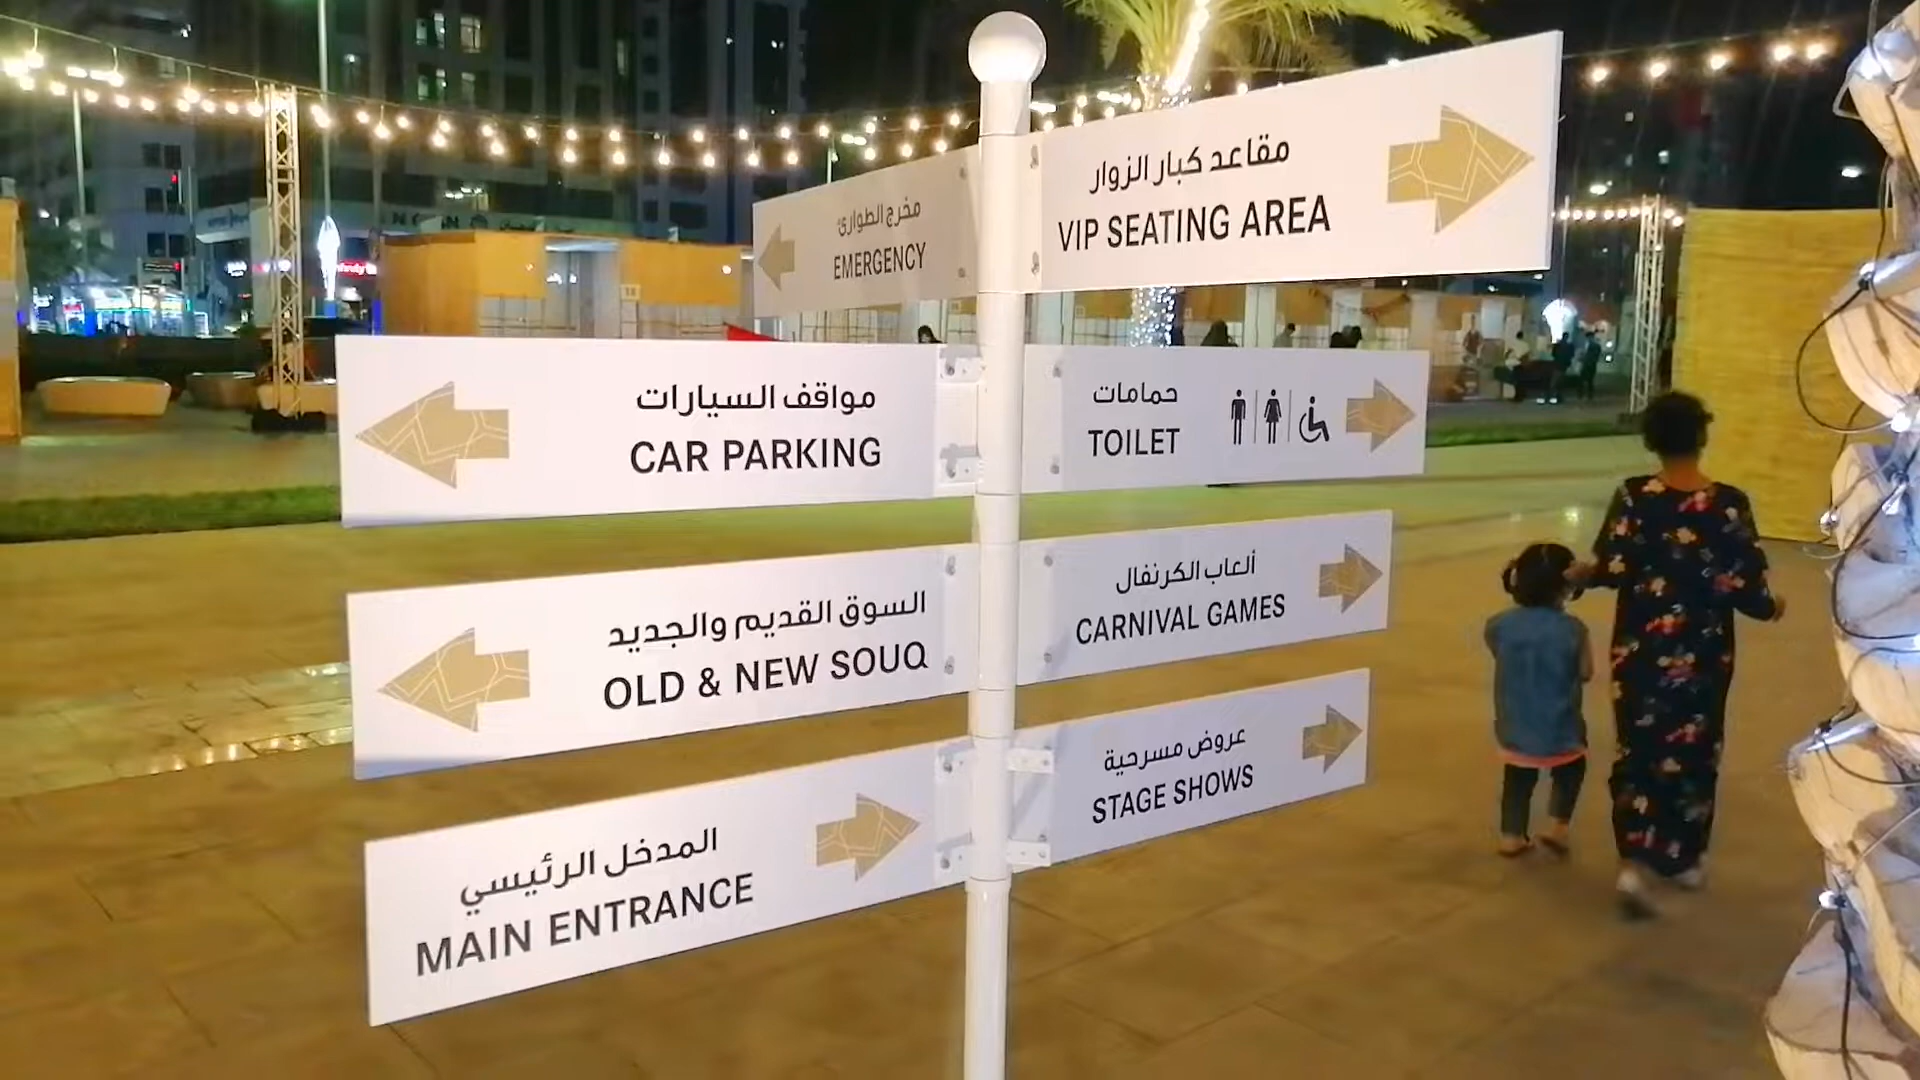 مخرج الطوارئ
EMERGENCY
مقاعد كبار الزوار
VIP SEATING AREA
مواقف السيارات
CAR PARKING
حمامات
TOILET
السوق القديم والجديد
OLD & NEW SOUQ
ألعاب الكرنفال
CARNIVAL GAMES
المدخل الرئيسي
MAIN ENTRANCE
عروض مسرحية
STAGE SHOWS